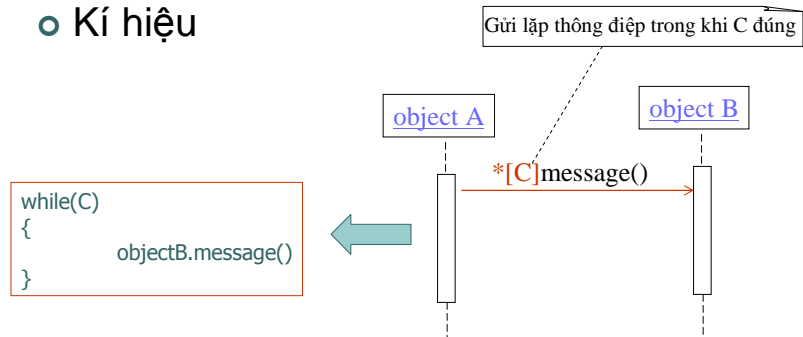 Kí hiệu
Gửi lặp thông điệp trong khi C đúng
object A
object B
*[C]message()
while(C)
{
objectB.message()
}